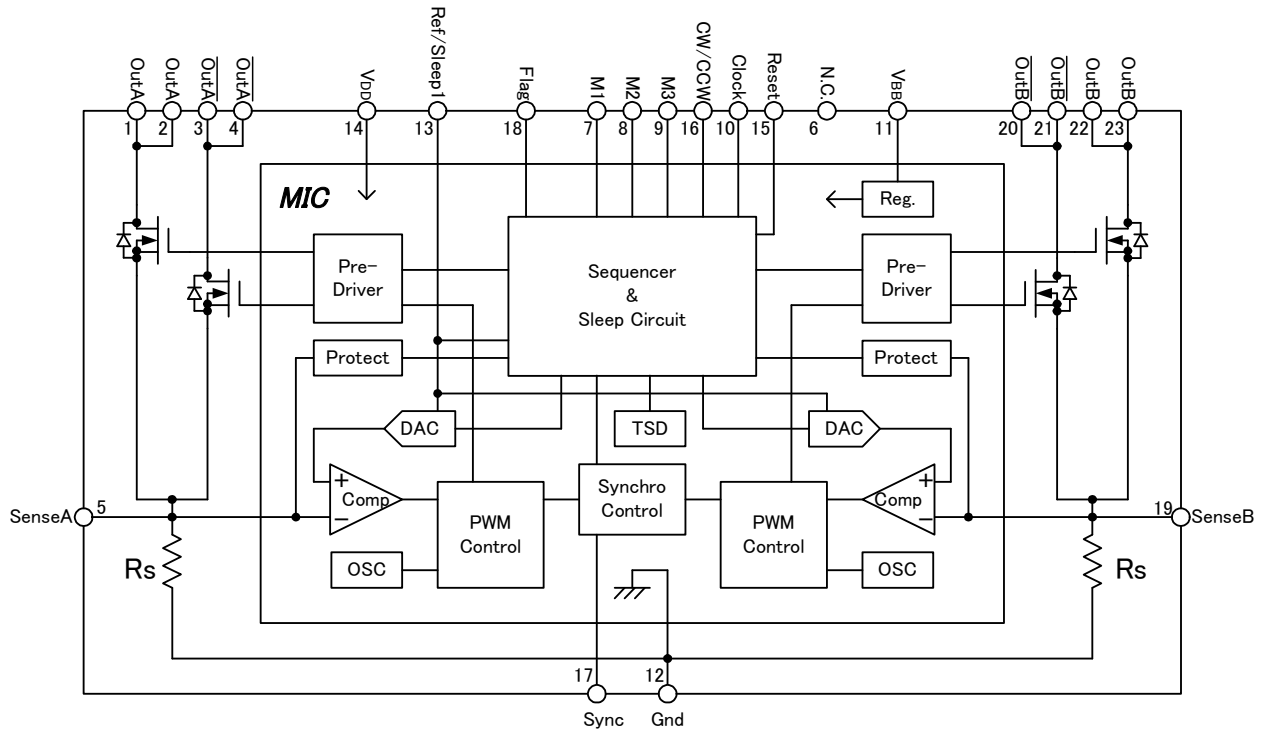 OutA
OutA
OutA
OutA
VDD
Ref/Sleep1
Flag
M1
M2
M3
CW/CCW
Clock
Reset
N.C.
VBB
OutB
OutB
OutB
OutB
1
2
3
4
14
13
18
7
8
9
16
10
15
6
11
20
21
22
23
MIC
Reg.
Pre-
Driver
Sequencer
&
Sleep Circuit
Pre-
Driver
Protect
Protect
DAC
TSD
DAC
+
Comp
−
Synchro
Control
+
Comp
−
5
SenseA
PWM
Control
PWM
Control
19
SenseB
Rs
OSC
OSC
Rs
17
12
Sync
Gnd